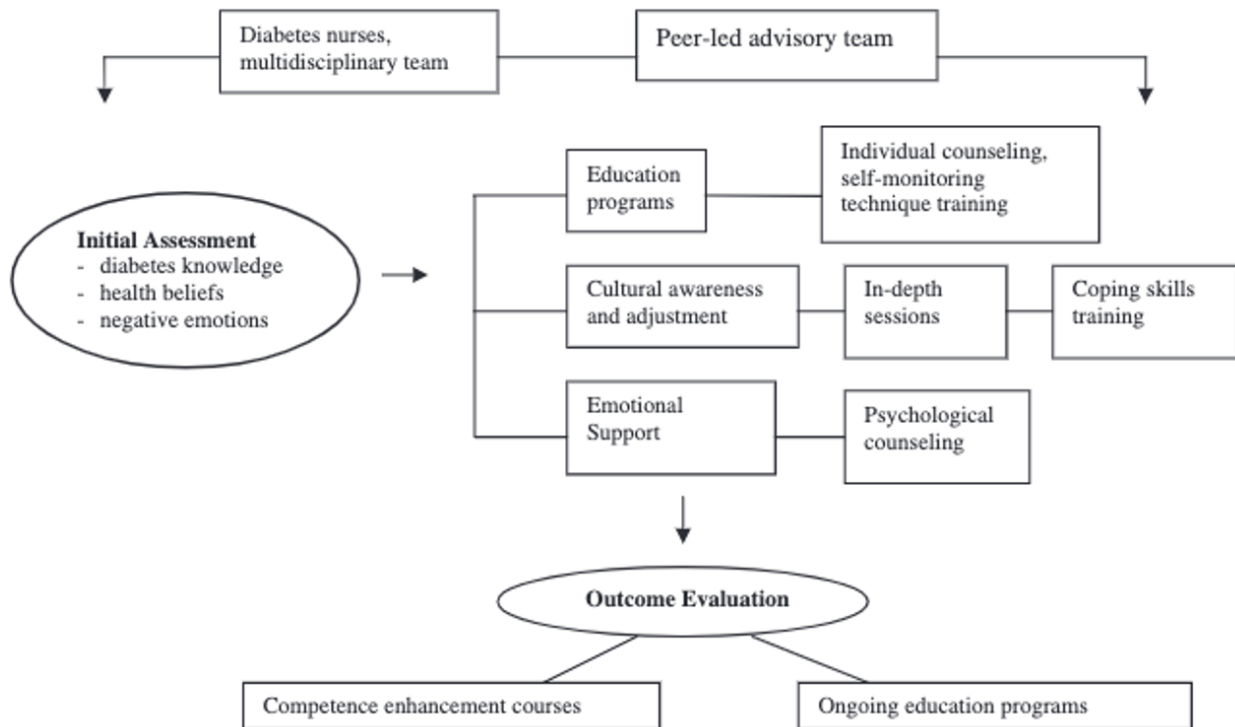 Diabetes nurses,
multidisciplinary team
Peer-led advisory team
Initial Assessment
- diabetes knowledge
- health beliefs
- negative emotions
Education
programs
Individual counseling,
self-monitoring
technique training
Cultural awareness
and adjustment
In-depth
sessions
Coping skills
training
Emotional
Support
Psychological
counseling
Outcome Evaluation
Competence enhancement courses
Ongoing education programs